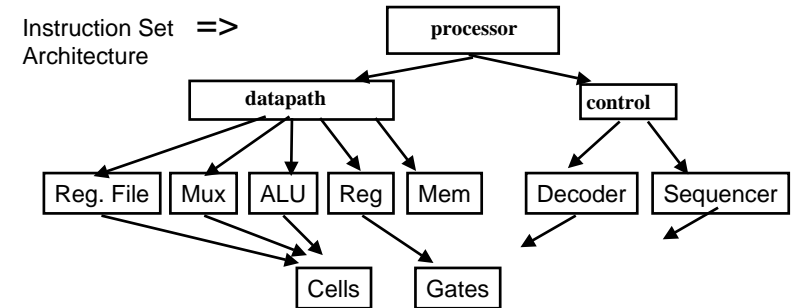 Instruction Set =>
Architecture
processor
datapath
control
Reg. File
Mux
ALU
Reg
Mem
Decoder
Sequencer
Cells
Gates